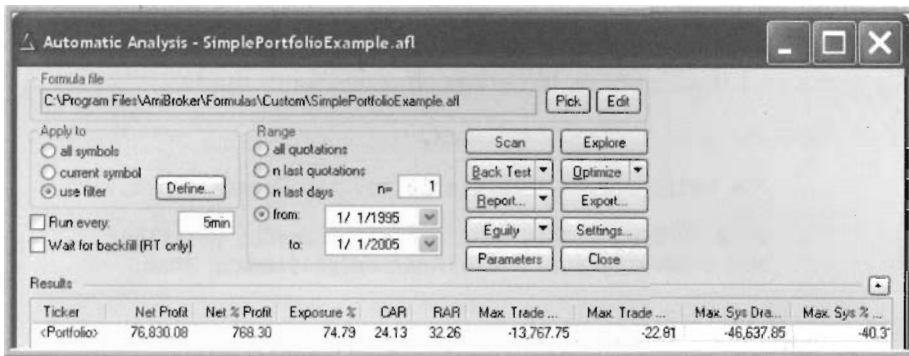 Automatic Analysis - SimplePortfolioExample.afl
Formula file
C:\Program Files\AmiBroker\Formulas\Custom\SimplePortfolioExample.afl Pick Edit
Apply to Range
all symbols all quotations Scan Explore
current symbol n last quotations Back Test Optimize
use filter Define... n last days n= 1 Report... Export...
Run every: 5min from: 1/ 1/1995 Equity Settings...
Wait for backfill (RT only) to: 1/ 1/2005 Parameters Close
Results
Ticker Net Profit Net % Profit Exposure % CAR RAR Max. Trade ... Max. Trade ... Max. Sys Dra... Max. Sys % ...
<Portfolio> 76,830.08 768.30 74.79 24.13 32.26 -13,767.75 -22.81 -46,637.85 -40.3